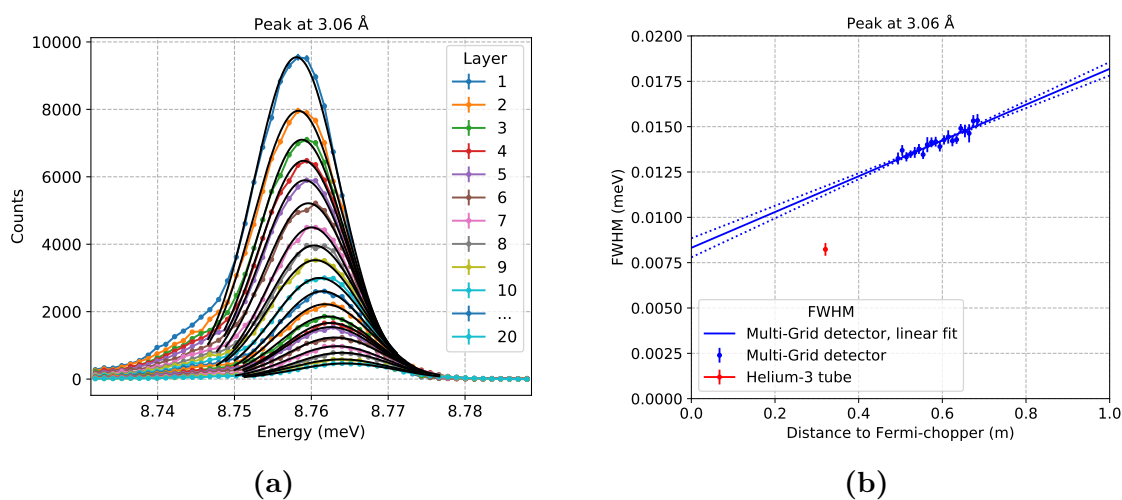 Peak at 3.06 Å
10000
8000
6000
4000
2000
0
Counts
8.74 8.75 8.76 8.77 8.78
Energy (meV)
Layer
1
2
3
4
5
6
7
8
9
10
...
20
(a)
Peak at 3.06 Å
0.0200
0.0175
0.0150
0.0125
0.0100
0.0075
0.0050
0.0025
0.0000
FWHM (meV)
FWHM
Multi-Grid detector, linear fit
Multi-Grid detector
Helium-3 tube
0.0 0.2 0.4 0.6 0.8 1.0
Distance to Fermi-chopper (m)
(b)